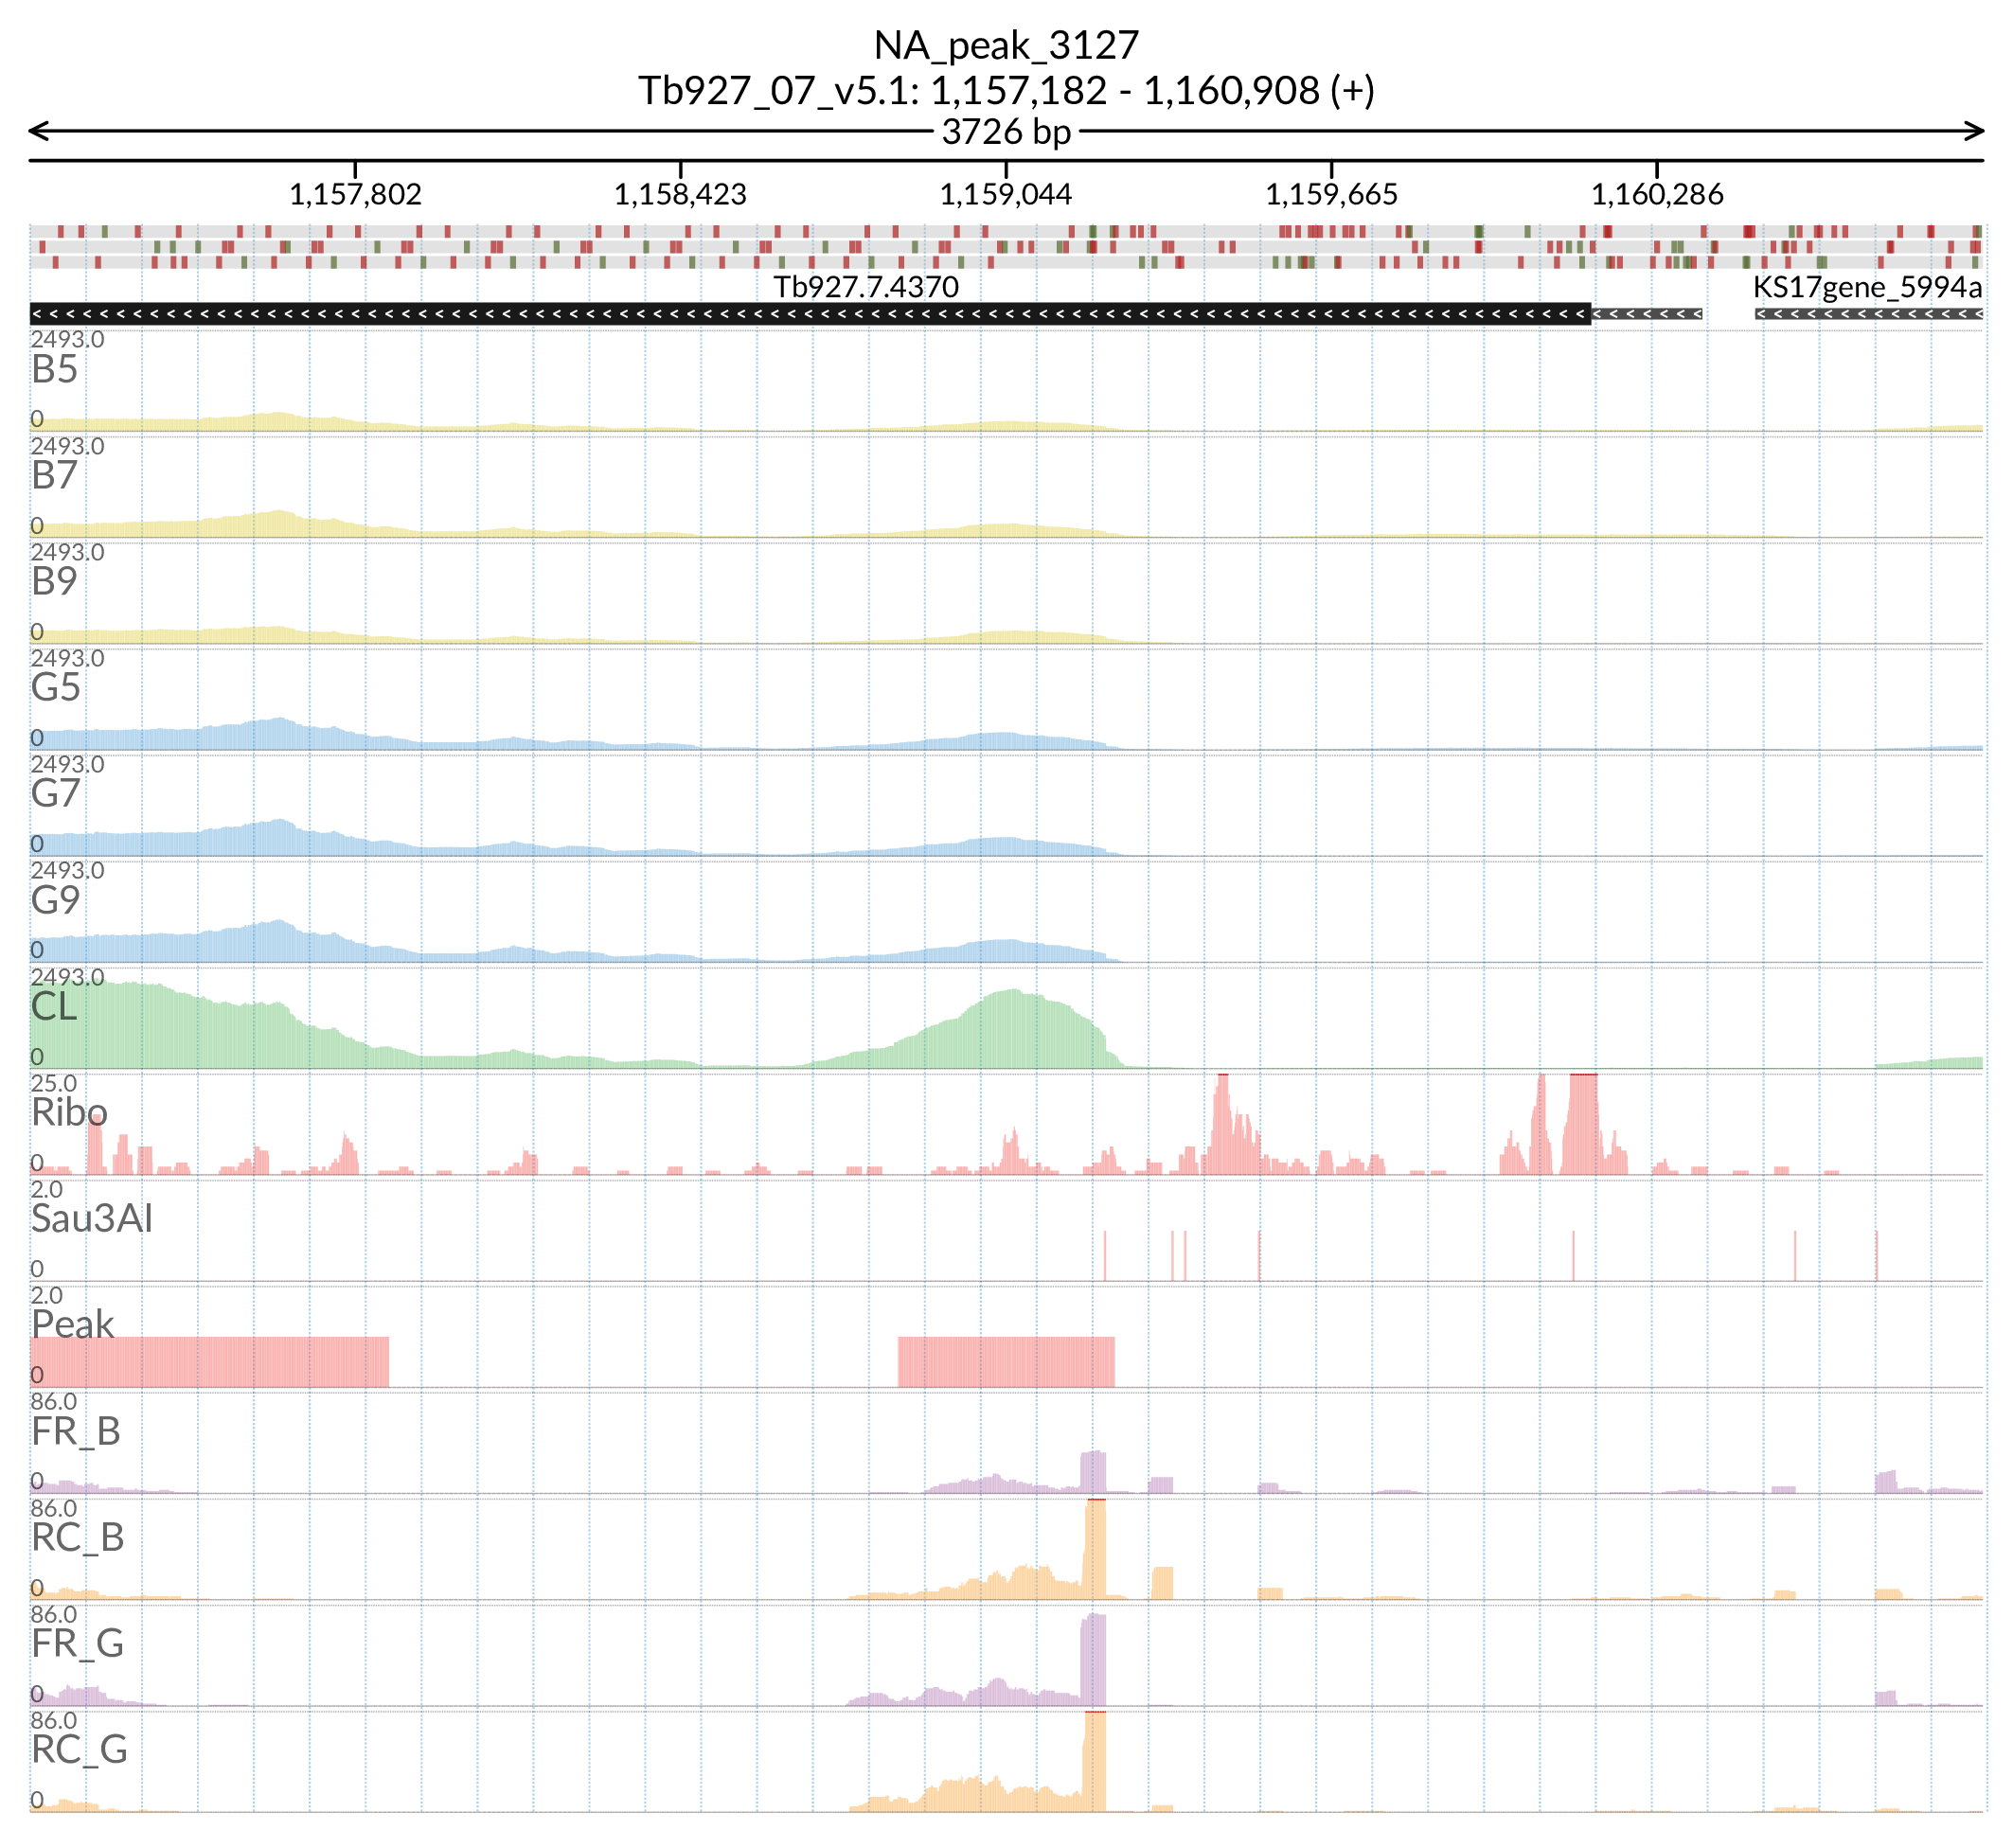 NA_peak_3127
Tb927_07_v5.1: 1,157,182 - 1,160,908 (+)
3726 bp
1,157,802 1,158,423 1,159,044 1,159,665 1,160,286
Tb927.7.4370 KS17gene_5994a
2493.0
B5
0
2493.0
B7
0
2493.0
B9
0
2493.0
G5
0
2493.0
G7
0
2493.0
G9
0
2493.0
CL
0
25.0
Ribo
0
2.0
Sau3AI
0
2.0
Peak
0
86.0
FR_B
0
86.0
RC_B
0
86.0
FR_G
0
86.0
RC_G
0